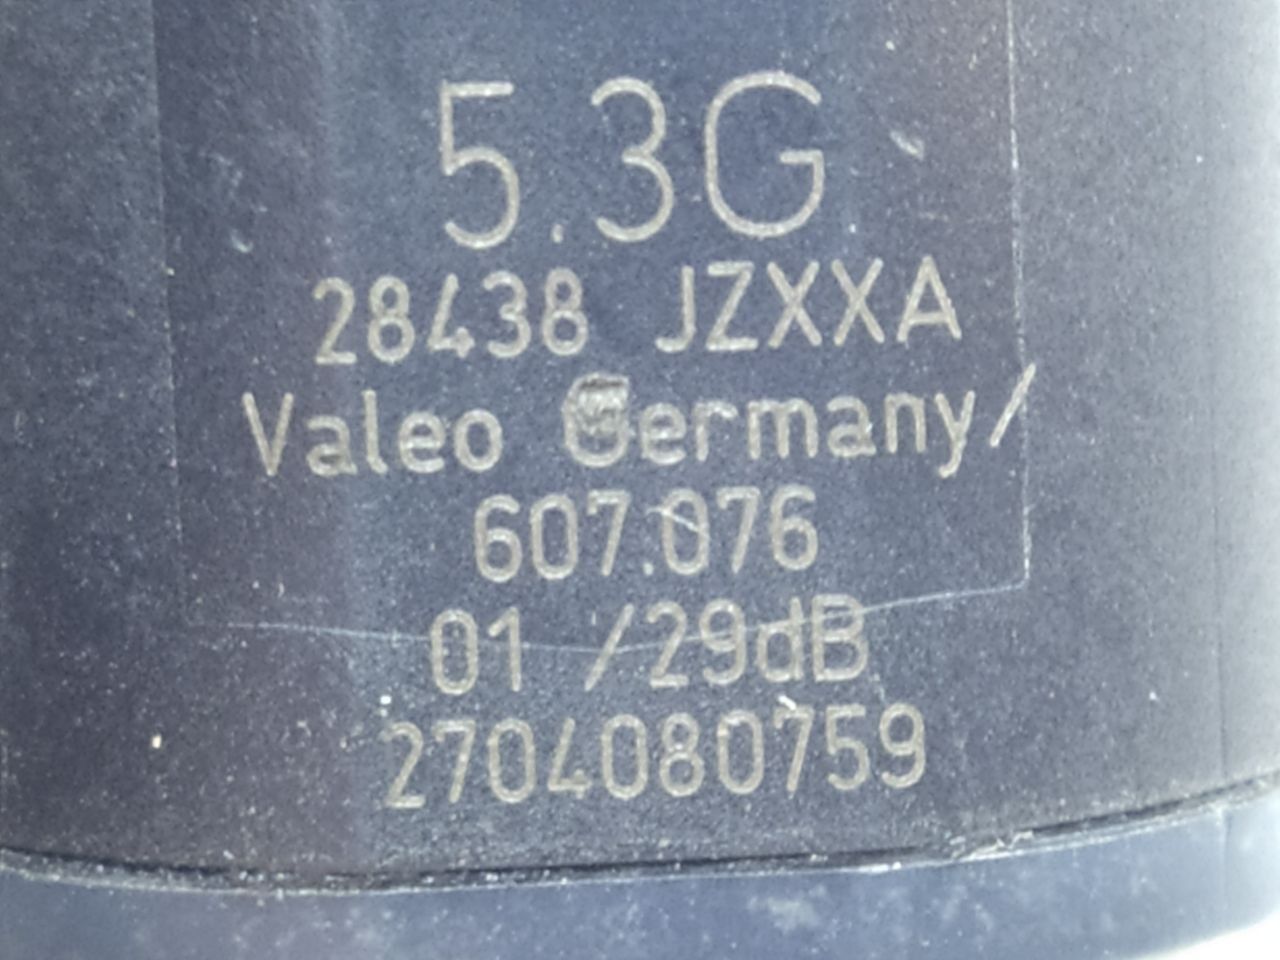 5.3G
28438 JZXXA
Valeo Germany/
607.076
01 /29dB
2704080759